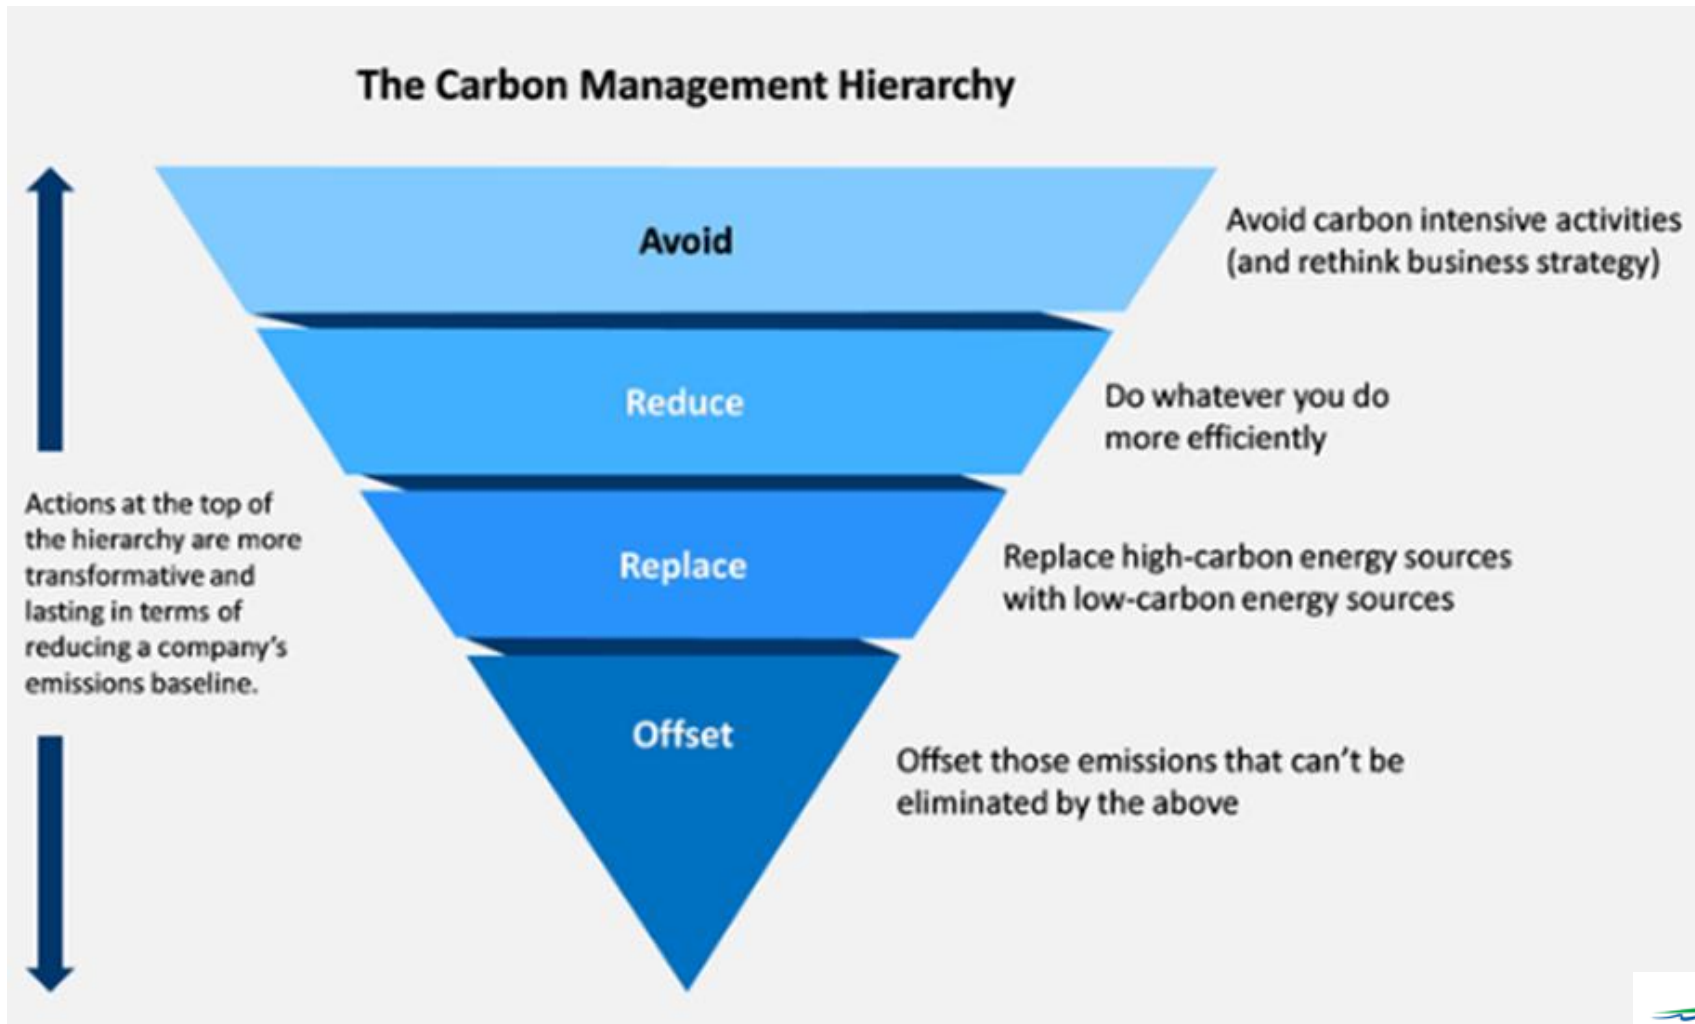 The Carbon Management Hierarchy
Avoid
Avoid carbon intensive activities
(and rethink business strategy)
Reduce
Do whatever you do
more efficiently
Actions at the top of
the hierarchy are more
transformative and
lasting in terms of
reducing a company's
emissions baseline.
Replace
Replace high-carbon energy sources
with low-carbon energy sources
Offset
Offset those emissions that can't be
eliminated by the above